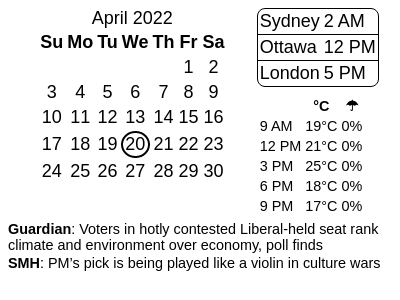 April 2022
Su Mo Tu We Th Fr Sa
1 2
3 4 5 6 7 8 9
10 11 12 13 14 15 16
17 18 19 20 21 22 23
24 25 26 27 28 29 30
Sydney 2 AM
Ottawa 12 PM
London 5 PM
°C ☂
9 AM 19°C 0%
12 PM 21°C 0%
3 PM 25°C 0%
6 PM 18°C 0%
9 PM 17°C 0%
Guardian: Voters in hotly contested Liberal-held seat rank
climate and environment over economy, poll finds
SMH: PM's pick is being played like a violin in culture wars